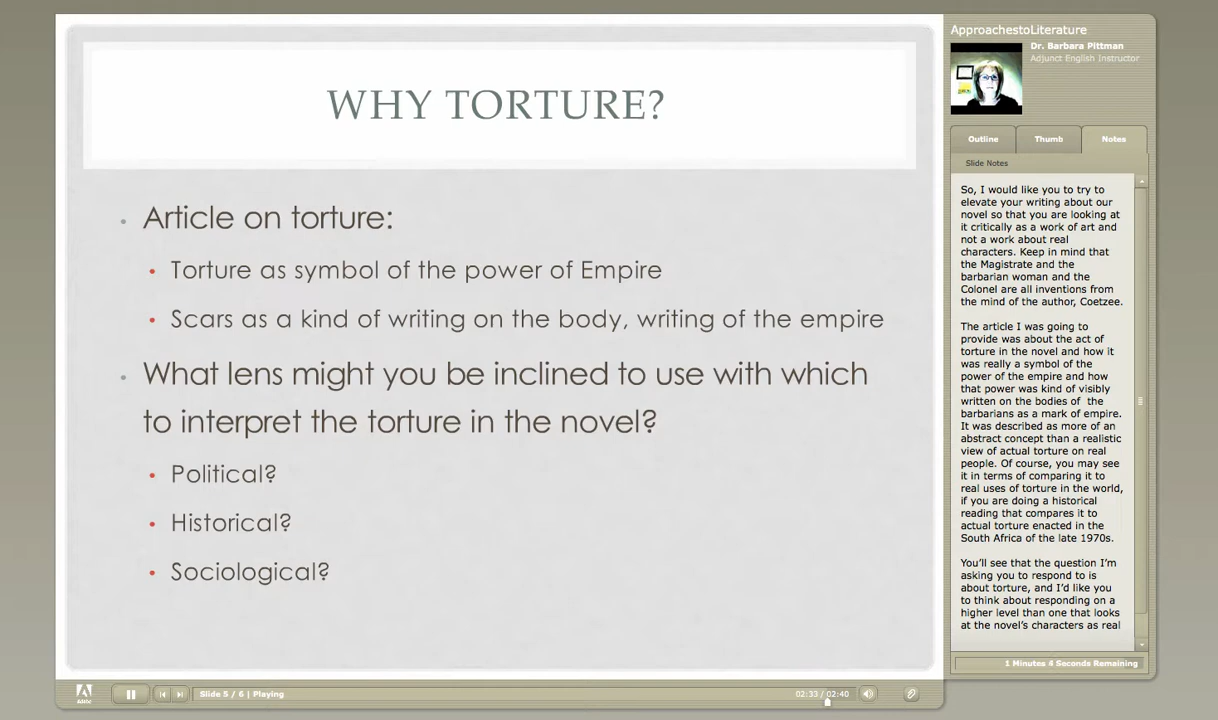 WHY TORTURE?
Article on torture:
Torture as symbol of the power of Empire
Scars as a kind of writing on the body, writing of the empire
What lens might you be inclined to use with which
to interpret the torture in the novel?
Political?
Historical?
Sociological?
ApproachestoLiterature
Dr. Barbara Pittman
Adjunct English Instructor
Outline
Thumb
Notes
Slide Notes
So, I would like you to try to
elevate your writing about our
novel so that you are looking at
it critically as a work of art and
not a work about real
characters. Keep in mind that
the Magistrate and the
barbarian woman and the
Colonel are all inventions from
the mind of the author, Coetzee.
The article I was going to
provide was about the act of
torture in the novel and how it
was really a symbol of the
power of the empire and how
that power was kind of visibly
written on the bodies of the
barbarians as a mark of empire.
It was described as more of an
abstract concept than a realistic
view of actual torture on real
people. Of course, you may see
it in terms of comparing it to
real uses of torture in the world,
if you are doing a historical
reading that compares it to
actual torture enacted in the
South Africa of the late 1970s.
You'll see that the question I'm
asking you to respond to is
about torture, and I'd like you
to think about responding on a
higher level than one that looks
at the novel's characters as real
1 Minutes 4 Seconds Remaining
Adobe
Slide 5 / 6 | Playing
02:33 / 02:40